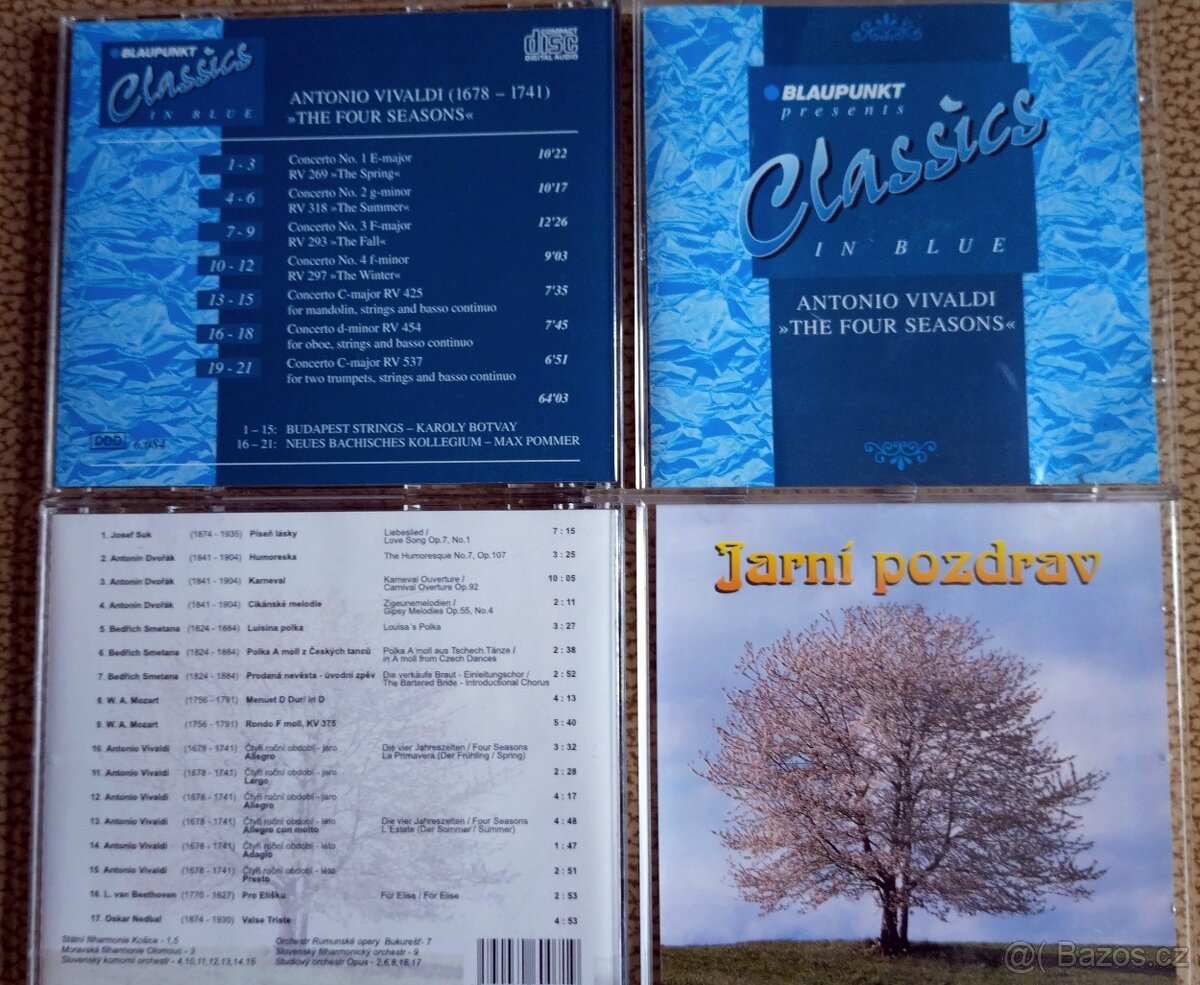 BLAUPUNKT
Classics
IN BLUE
COMPACT
disc
DIGITAL AUDIO
ANTONIO VIVALDI (1678 – 1741)
»THE FOUR SEASONS«
1 - 3 Concerto No. 1 E-major 10'22
RV 269 »The Spring«
4 - 6 Concerto No. 2 g-minor 10'17
RV 318 »The Summer«
7 - 9 Concerto No. 3 F-major 12'26
RV 293 »The Fall«
10 - 12 Concerto No. 4 f-minor 9'03
RV 297 »The Winter«
13 - 15 Concerto C-major RV 425 7'35
for mandolin, strings and basso continuo
16 - 18 Concerto d-minor RV 454 7'45
for oboe, strings and basso continuo
19 - 21 Concerto C-major RV 537 6'51
for two trumpets, strings and basso continuo
64'03
1 – 15: BUDAPEST STRINGS – KAROLY BOTVAY
16 – 21: NEUES BACHISCHES KOLLEGIUM – MAX POMMER
DDD
BLAUPUNKT
presents
Classics
IN BLUE
ANTONIO VIVALDI
»THE FOUR SEASONS«
1. Josef Suk (1874 - 1935) Píseň lásky Liebeslied / 7 : 15
Love Song Op.7, No.1
2. Antonín Dvořák (1841 - 1904) Humoreska The Humoresque No.7, Op.107 3 : 25
3. Antonín Dvořák (1841 - 1904) Karneval Karneval Ouverture / 10 : 05
Carnival Overture Op.92
4. Antonín Dvořák (1841 - 1904) Cikánské melodie Zigeunemelodien / 2 : 11
Gipsy Melodies Op.55, No.4
5. Bedřich Smetana (1824 - 1884) Luisina polka Louisa´s Polka 3 : 27
6. Bedřich Smetana (1824 - 1884) Polka A moll z Českých tanců Polka A moll aus Tschech.Tänze / 2 : 38
in A moll from Czech Dances
7. Bedřich Smetana (1824 - 1884) Prodaná nevěsta - úvodní zpěv Die verkäufe Braut - Einleitungschor / 2 : 52
The Bartered Bride - Introductional Chorus
8. W. A. Mozart (1756 - 1791) Menuet D Dur/ in D 4 : 13
9. W. A. Mozart (1756 - 1791) Rondo F moll, KV 375 5 : 40
10. Antonio Vivaldi (1678 - 1741) Čtyři roční období - jaro Die vier Jahreszeiten / Four Seasons 3 : 32
Allegro La Primavera (Der Frühling / Spring)
11. Antonio Vivaldi (1678 - 1741) Čtyři roční období - jaro 2 : 28
Largo
12. Antonio Vivaldi (1678 - 1741) Čtyři roční období - jaro 4 : 17
Allegro
13. Antonio Vivaldi (1678 - 1741) Čtyři roční období - léto Die vier Jahreszeiten / Four Seasons 4 : 48
Allegro con molto L´Estate (Der Sommer / Summer)
14. Antonio Vivaldi (1678 - 1741) Čtyři roční období - léto 1 : 47
Adagio
15. Antonio Vivaldi (1678 - 1741) Čtyři roční období - léto 2 : 51
Presto
16. L. van Beethoven (1770 - 1827) Pro Elišku Für Elise / För Elise 2 : 53
17. Oskar Nedbal (1874 - 1930) Valse Triste 4 : 53
Státní filharmonie Košice - 1,5
Moravská filharmonie Olomouc - 3
Slovenský komorní orchestr - 4,10,11,12,13,14,15
Orchestr Rumunské opery Bukurešť- 7
Slovenský filharmonický orchestr - 9
Studiový orchestr Opus - 2,6,8,16,17
Jarní pozdrav
@( Bazos.cz